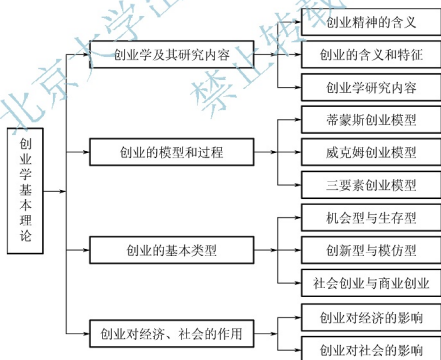 北京大学
禁止转载
创业学基本理论
创业学及其研究内容
创业精神的含义
创业的含义和特征
创业学研究内容
创业的模型和过程
蒂蒙斯创业模型
威克姆创业模型
三要素创业模型
创业的基本类型
机会型与生存型
创新型与模仿型
社会创业与商业创业
创业对经济、社会的作用
创业对经济的影响
创业对社会的影响